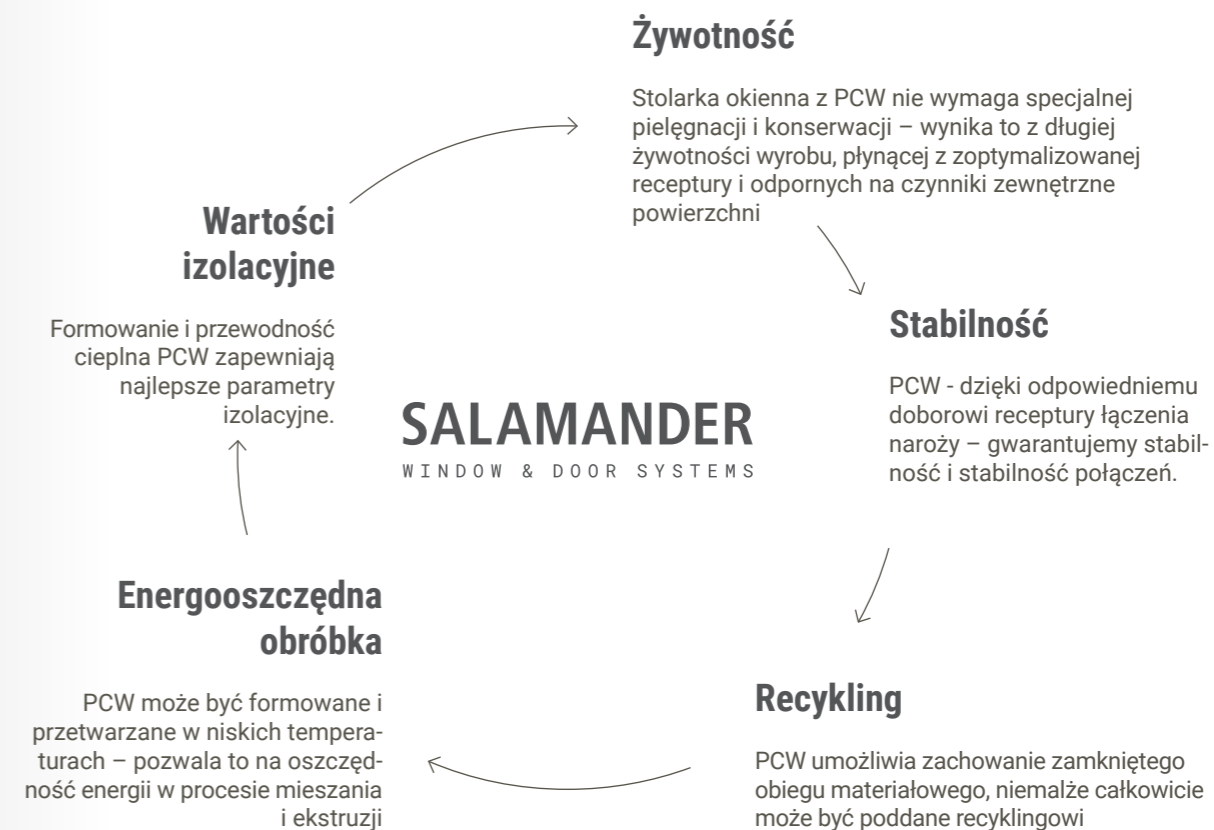 Żywotność
Stolarka okienna z PCW nie wymaga specjalnej
pielęgnacji i konserwacji – wynika to z długiej
żywotności wyrobu, płynącej z zoptymalizowanej
receptury i odpornych na czynniki zewnętrzne
powierzchni
Stabilność
PCW - dzięki odpowiedniemu
doborowi receptury łączenia
naroży – gwarantujemy stabil-
ność i stabilność połączeń.
Recykling
PCW umożliwia zachowanie zamkniętego
obiegu materiałowego, niemalże całkowicie
może być poddane recyklingowi
Energooszczędna
obróbka
PCW może być formowane i
przetwarzane w niskich tempera-
turach – pozwala to na oszczęd-
ność energii w procesie mieszania
i ekstruzji
Wartości
izolacyjne
Formowanie i przewodność
cieplna PCW zapewniają
najlepsze parametry
izolacyjne.
SALAMANDER
WINDOW & DOOR SYSTEMS